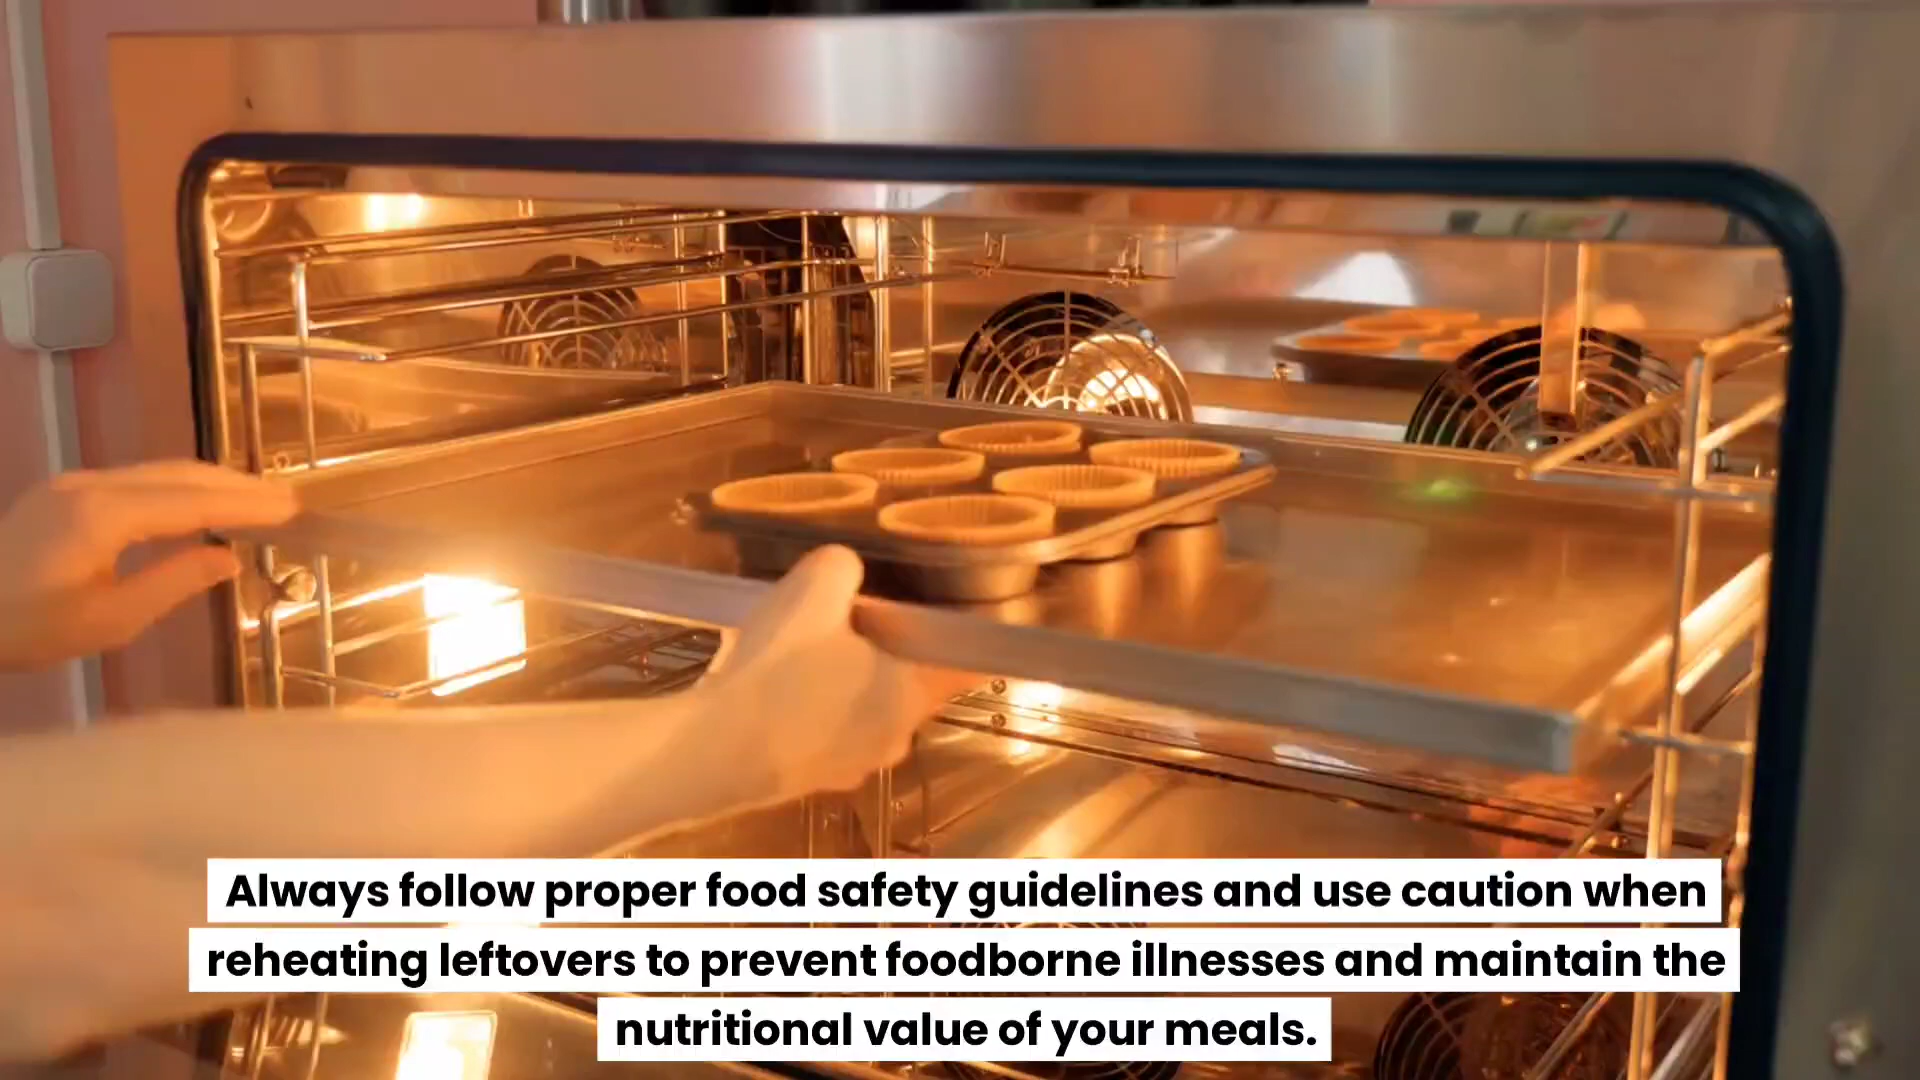 Always follow proper food safety guidelines and use caution when
reheating leftovers to prevent foodborne illnesses and maintain the
nutritional value of your meals.